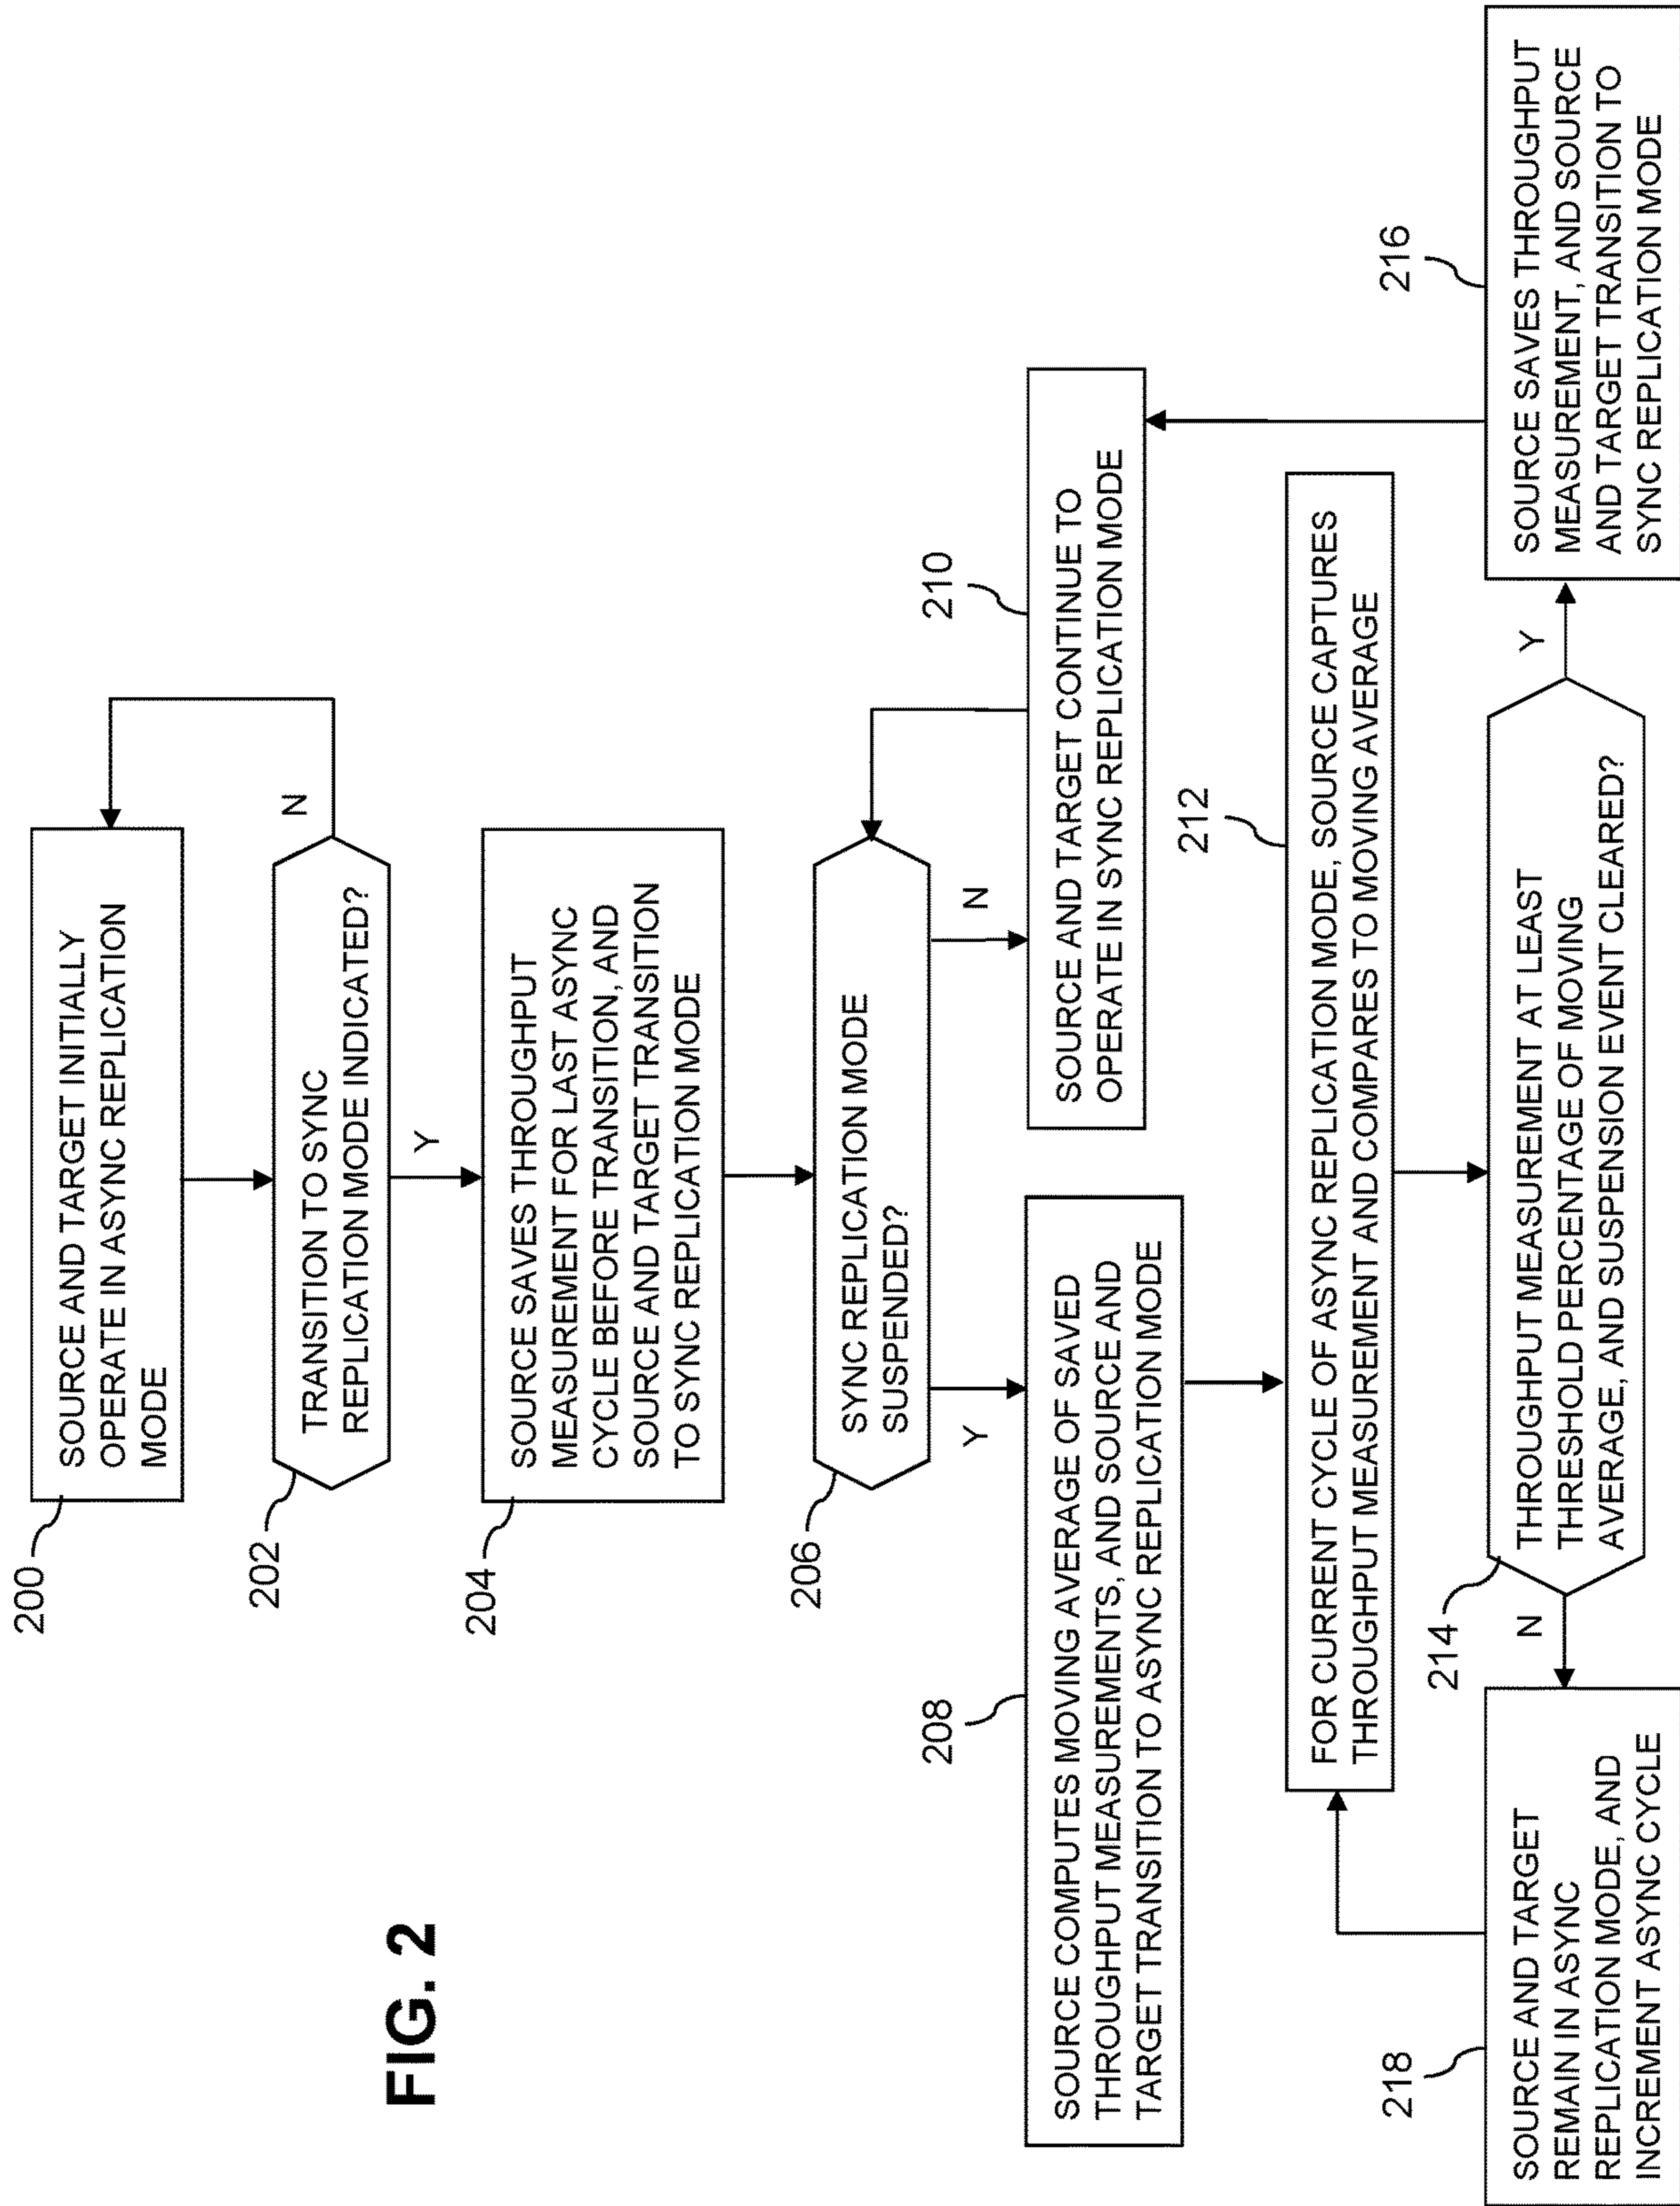 200
SOURCE AND TARGET INITIALLY
OPERATE IN ASYNC REPLICATION
MODE
202
TRANSITION TO SYNC
REPLICATION MODE INDICATED?
N
Y
204
SOURCE SAVES THROUGHPUT
MEASUREMENT FOR LAST ASYNC
CYCLE BEFORE TRANSITION, AND
SOURCE AND TARGET TRANSITION
TO SYNC REPLICATION MODE
206
SYNC REPLICATION MODE
SUSPENDED?
Y
N
208
SOURCE COMPUTES MOVING AVERAGE OF SAVED
THROUGHPUT MEASUREMENTS, AND SOURCE AND
TARGET TRANSITION TO ASYNC REPLICATION MODE
210
SOURCE AND TARGET CONTINUE TO
OPERATE IN SYNC REPLICATION MODE
212
FOR CURRENT CYCLE OF ASYNC REPLICATION MODE, SOURCE CAPTURES
THROUGHPUT MEASUREMENT AND COMPARES TO MOVING AVERAGE
214
THROUGHPUT MEASUREMENT AT LEAST
THRESHOLD PERCENTAGE OF MOVING
AVERAGE, AND SUSPENSION EVENT CLEARED?
N
Y
218
SOURCE AND TARGET
REMAIN IN ASYNC
REPLICATION MODE, AND
INCREMENT ASYNC CYCLE
216
SOURCE SAVES THROUGHPUT
MEASUREMENT, AND SOURCE
AND TARGET TRANSITION TO
SYNC REPLICATION MODE
FIG. 2